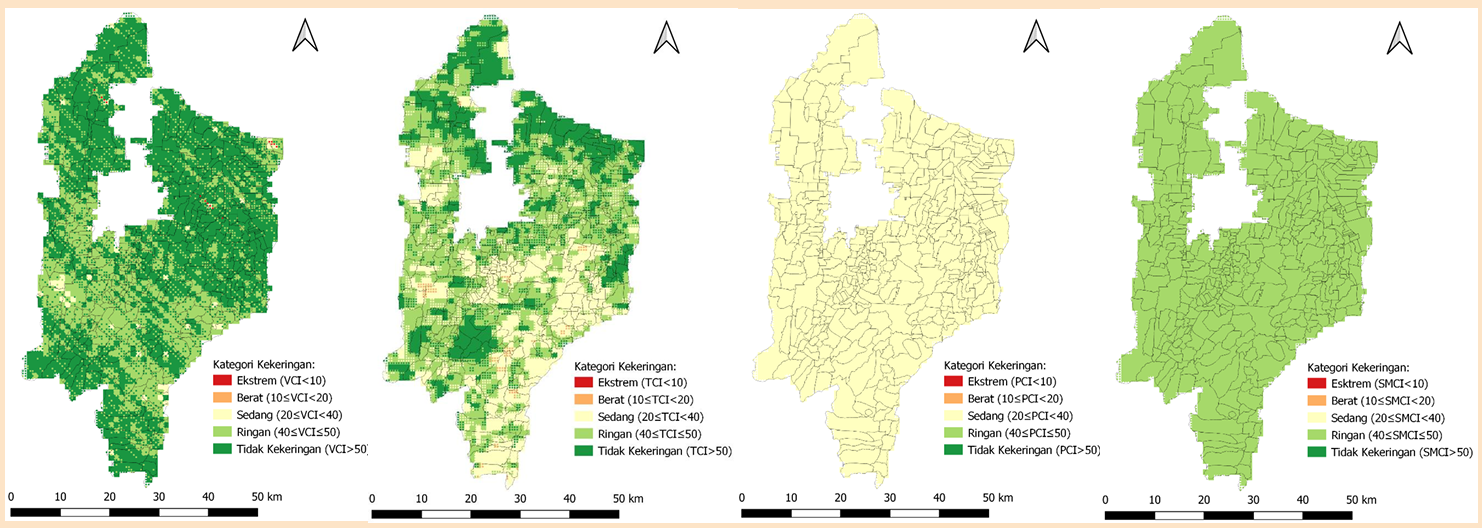 Kategori Kekeringan:
Ekstrem (VCI<10)
Berat (10≤VCI<20)
Sedang (20≤VCI<40)
Ringan (40≤VCI≤50)
Tidak Kekeringan (VCI>50)
0 10 20 30 40 50 km
Kategori Kekeringan:
Ekstrem (TCI<10)
Berat (10≤TCI<20)
Sedang (20≤TCI<40)
Ringan (40≤TCI≤50)
Tidak Kekeringan (TCI>50)
0 10 20 30 40 50 km
Kategori Kekeringan:
Ekstrem (PCI<10)
Berat (10≤PCI<20)
Sedang (20≤PCI<40)
Ringan (40≤PCI≤50)
Tidak Kekeringan (PCI>50)
0 10 20 30 40 50 km
Kategori Kekeringan:
Esktrem (SMCI<10)
Berat (10≤SMCI<20)
Sedang (20≤SMCI<40)
Ringan (40≤SMCI≤50)
Tidak Kekeringan (SMCI>50)
0 10 20 30 40 50 km